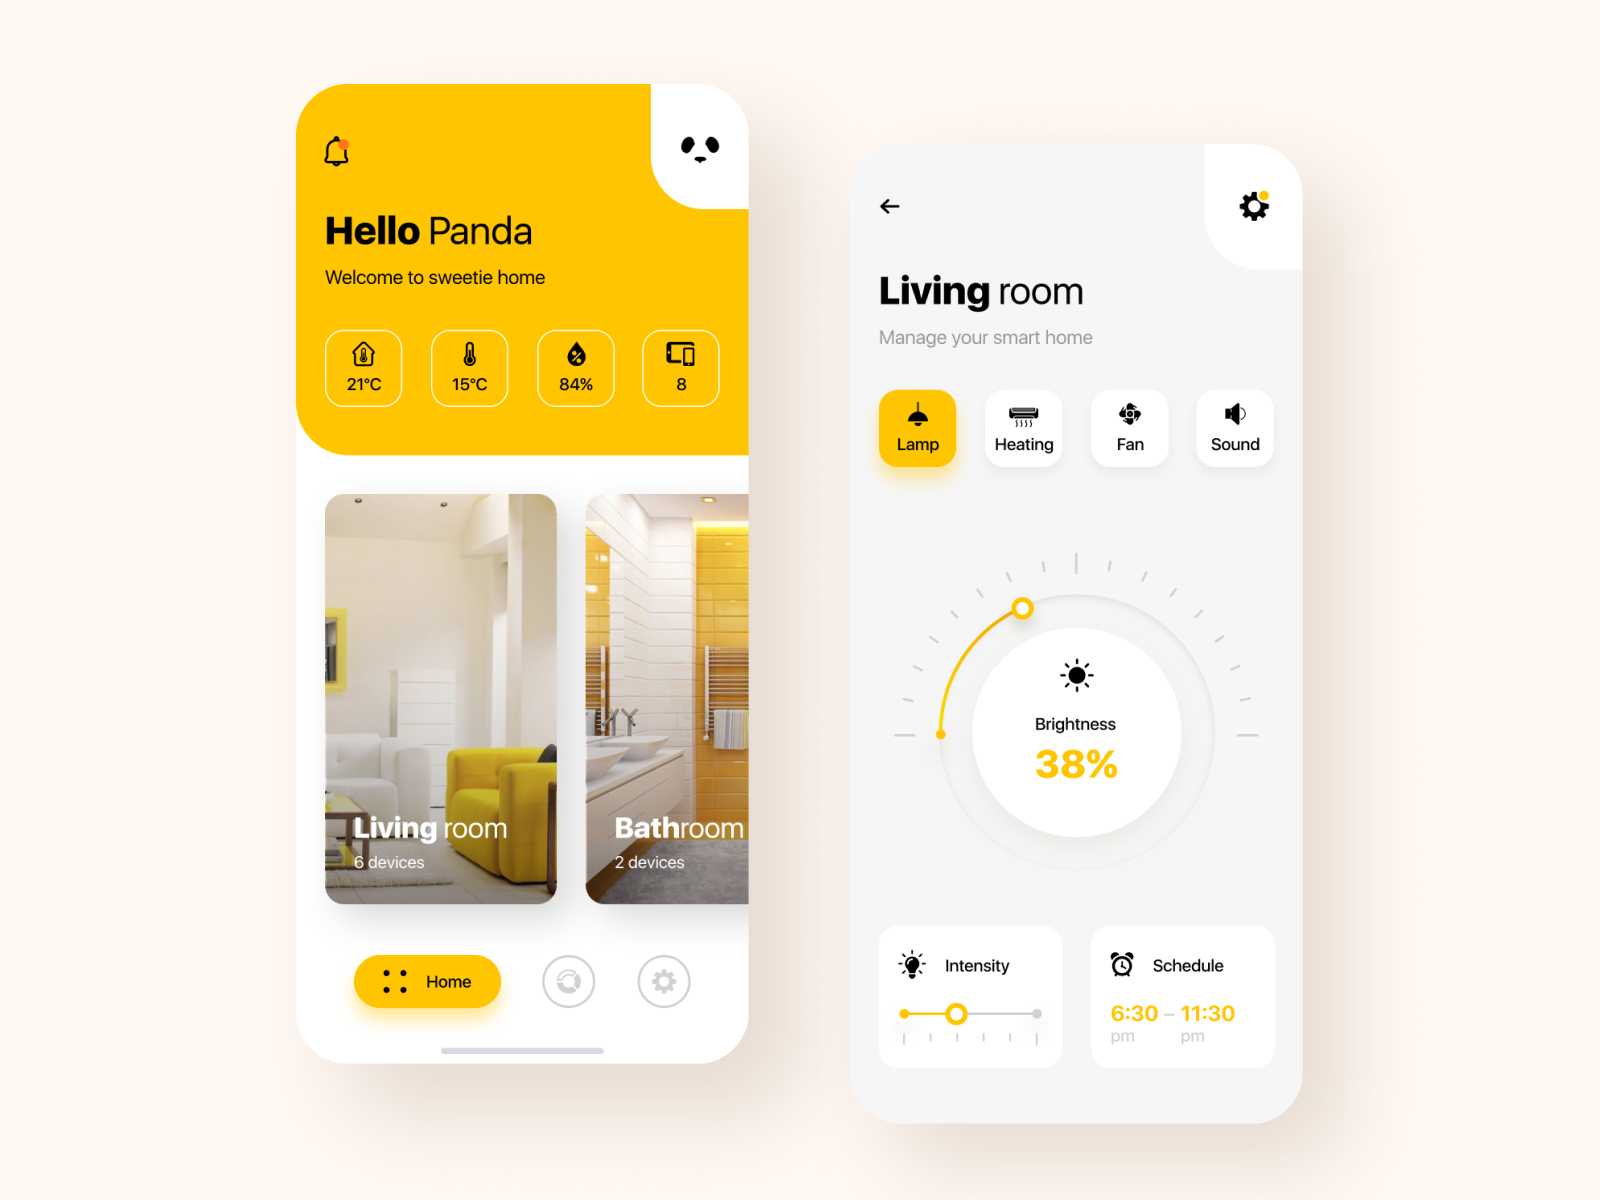 Hello Panda
Welcome to sweetie home
21°C
15°C
84%
8
Living room
6 devices
Bathroom
2 devices
Home
Living room
Manage your smart home
Lamp
Heating
Fan
Sound
Brightness
38%
Intensity
Schedule
6:30 – 11:30
pm pm